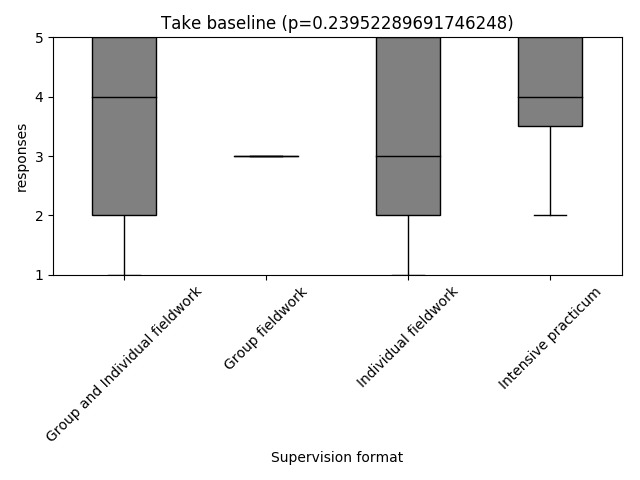 Take baseline (p=0.23952289691746248)
5
4
3
2
1
responses
Group and Individual fieldwork
Group fieldwork
Individual fieldwork
Intensive practicum
Supervision format